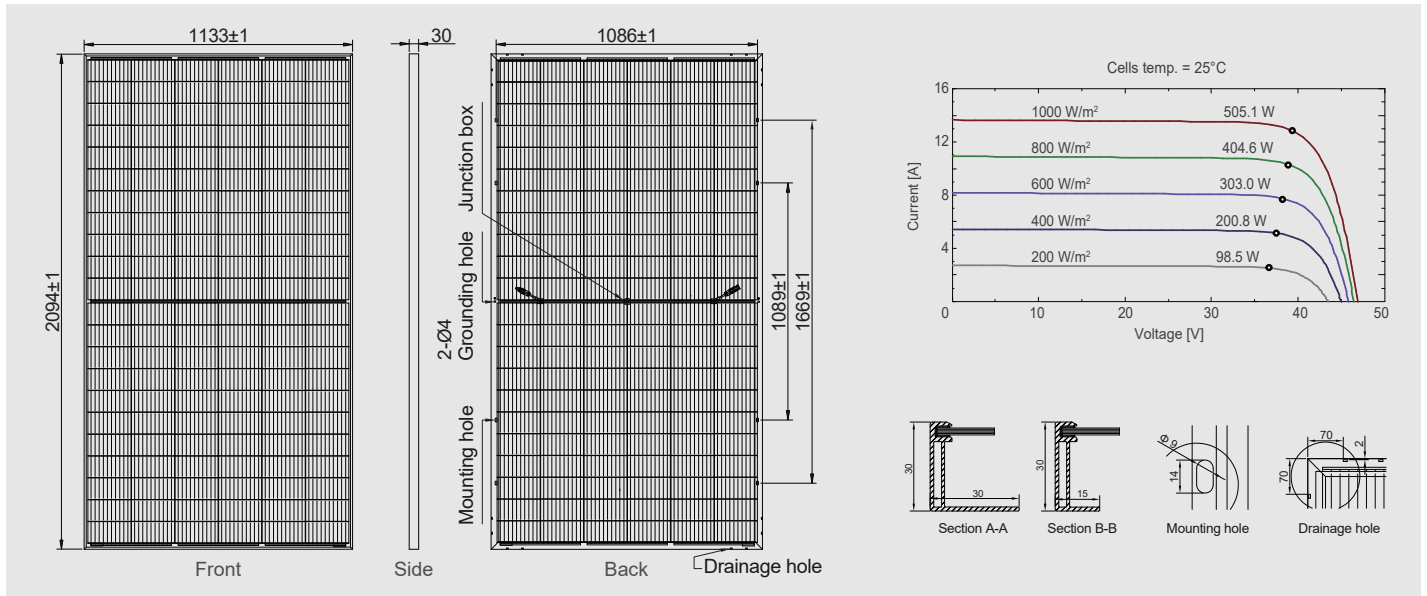 1133±1
30
1086±1
2094±1
Junction box
2-Ø4
Grounding hole
Mounting hole
1089±1
1669±1
Front
Side
Back
Drainage hole
Cells temp. = 25°C
Current [A]
16
12
8
4
1000 W/m²
505.1 W
800 W/m²
404.6 W
600 W/m²
303.0 W
400 W/m²
200.8 W
200 W/m²
98.5 W
0
10
20
30
40
50
Voltage [V]
30
30
Section A-A
30
15
Section B-B
Φ 9
14
Mounting hole
70
2
70
Drainage hole